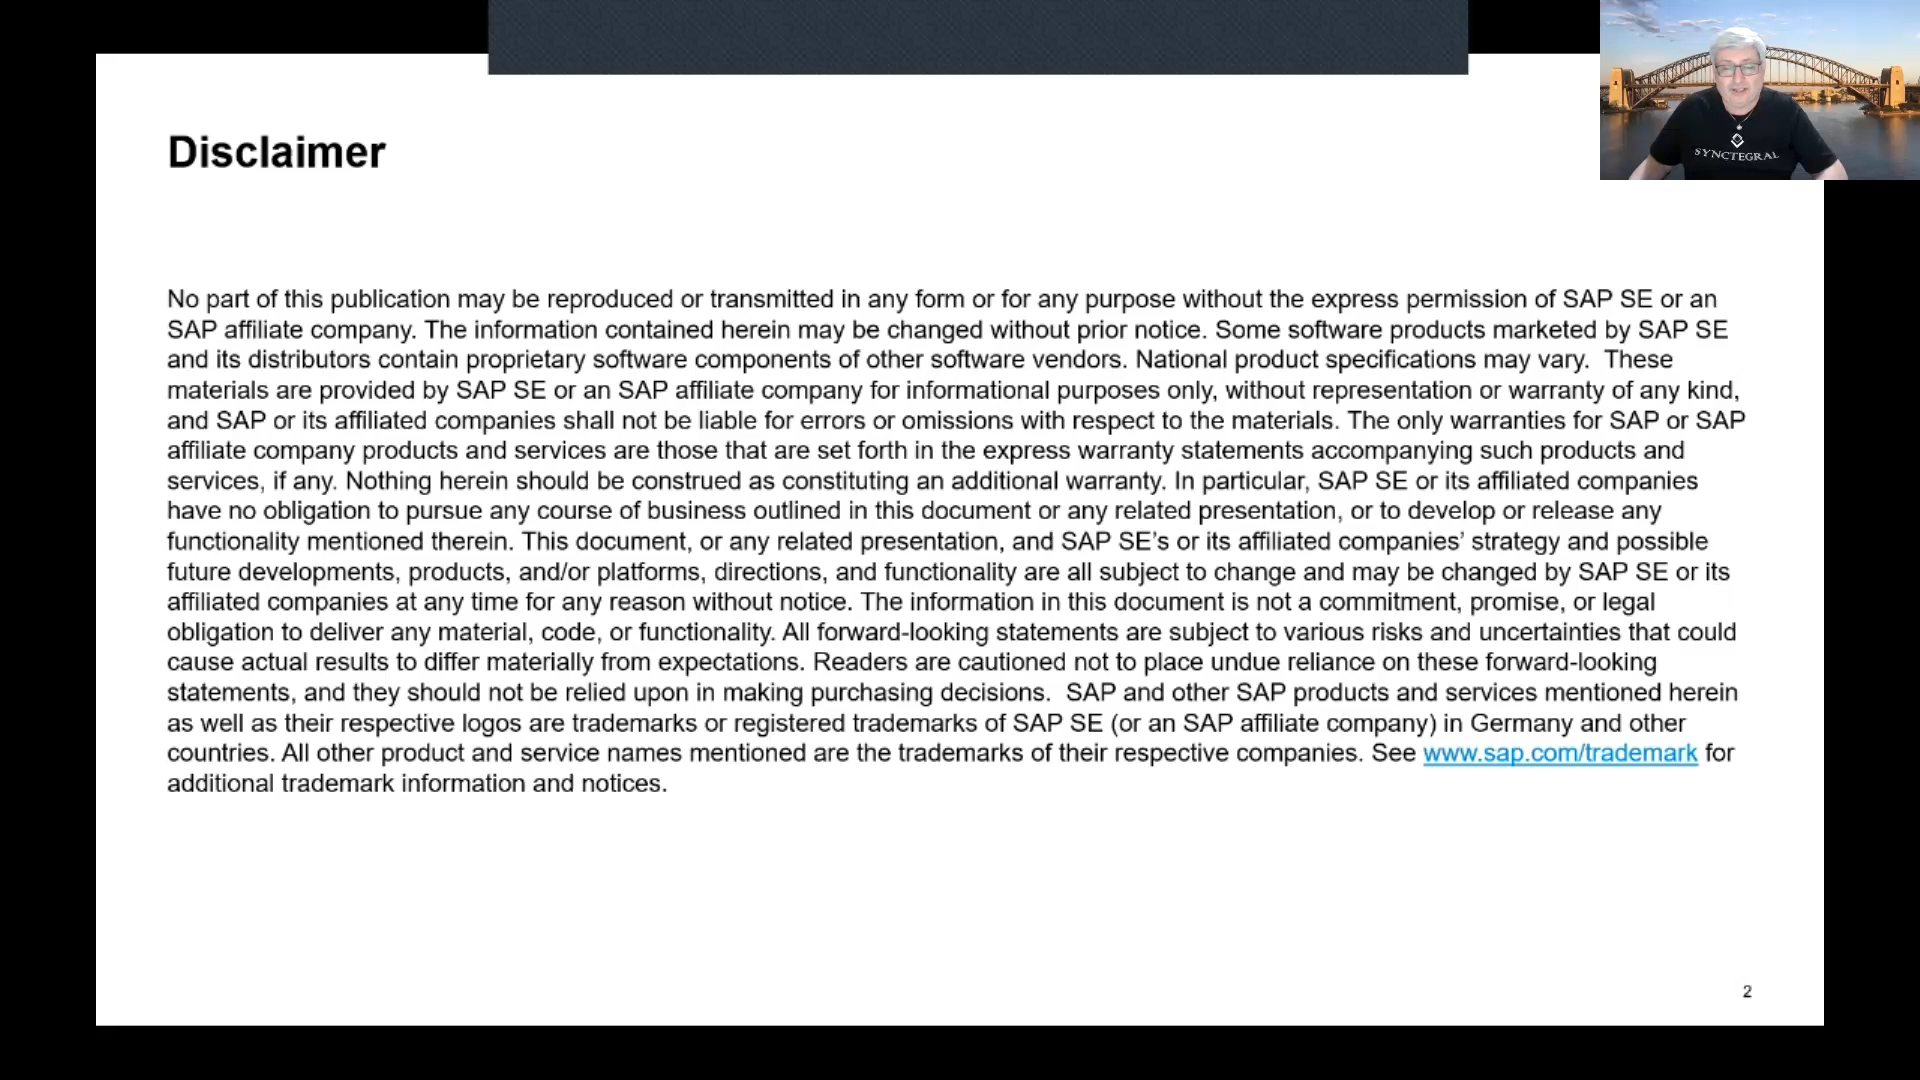 SYNCTEGRAL
Disclaimer
No part of this publication may be reproduced or transmitted in any form or for any purpose without the express permission of SAP SE or an
SAP affiliate company. The information contained herein may be changed without prior notice. Some software products marketed by SAP SE
and its distributors contain proprietary software components of other software vendors. National product specifications may vary.  These
materials are provided by SAP SE or an SAP affiliate company for informational purposes only, without representation or warranty of any kind,
and SAP or its affiliated companies shall not be liable for errors or omissions with respect to the materials. The only warranties for SAP or SAP
affiliate company products and services are those that are set forth in the express warranty statements accompanying such products and
services, if any. Nothing herein should be construed as constituting an additional warranty. In particular, SAP SE or its affiliated companies
have no obligation to pursue any course of business outlined in this document or any related presentation, or to develop or release any
functionality mentioned therein. This document, or any related presentation, and SAP SE’s or its affiliated companies’ strategy and possible
future developments, products, and/or platforms, directions, and functionality are all subject to change and may be changed by SAP SE or its
affiliated companies at any time for any reason without notice. The information in this document is not a commitment, promise, or legal
obligation to deliver any material, code, or functionality. All forward-looking statements are subject to various risks and uncertainties that could
cause actual results to differ materially from expectations. Readers are cautioned not to place undue reliance on these forward-looking
statements, and they should not be relied upon in making purchasing decisions.  SAP and other SAP products and services mentioned herein
as well as their respective logos are trademarks or registered trademarks of SAP SE (or an SAP affiliate company) in Germany and other
countries. All other product and service names mentioned are the trademarks of their respective companies. See www.sap.com/trademark for
additional trademark information and notices.
2